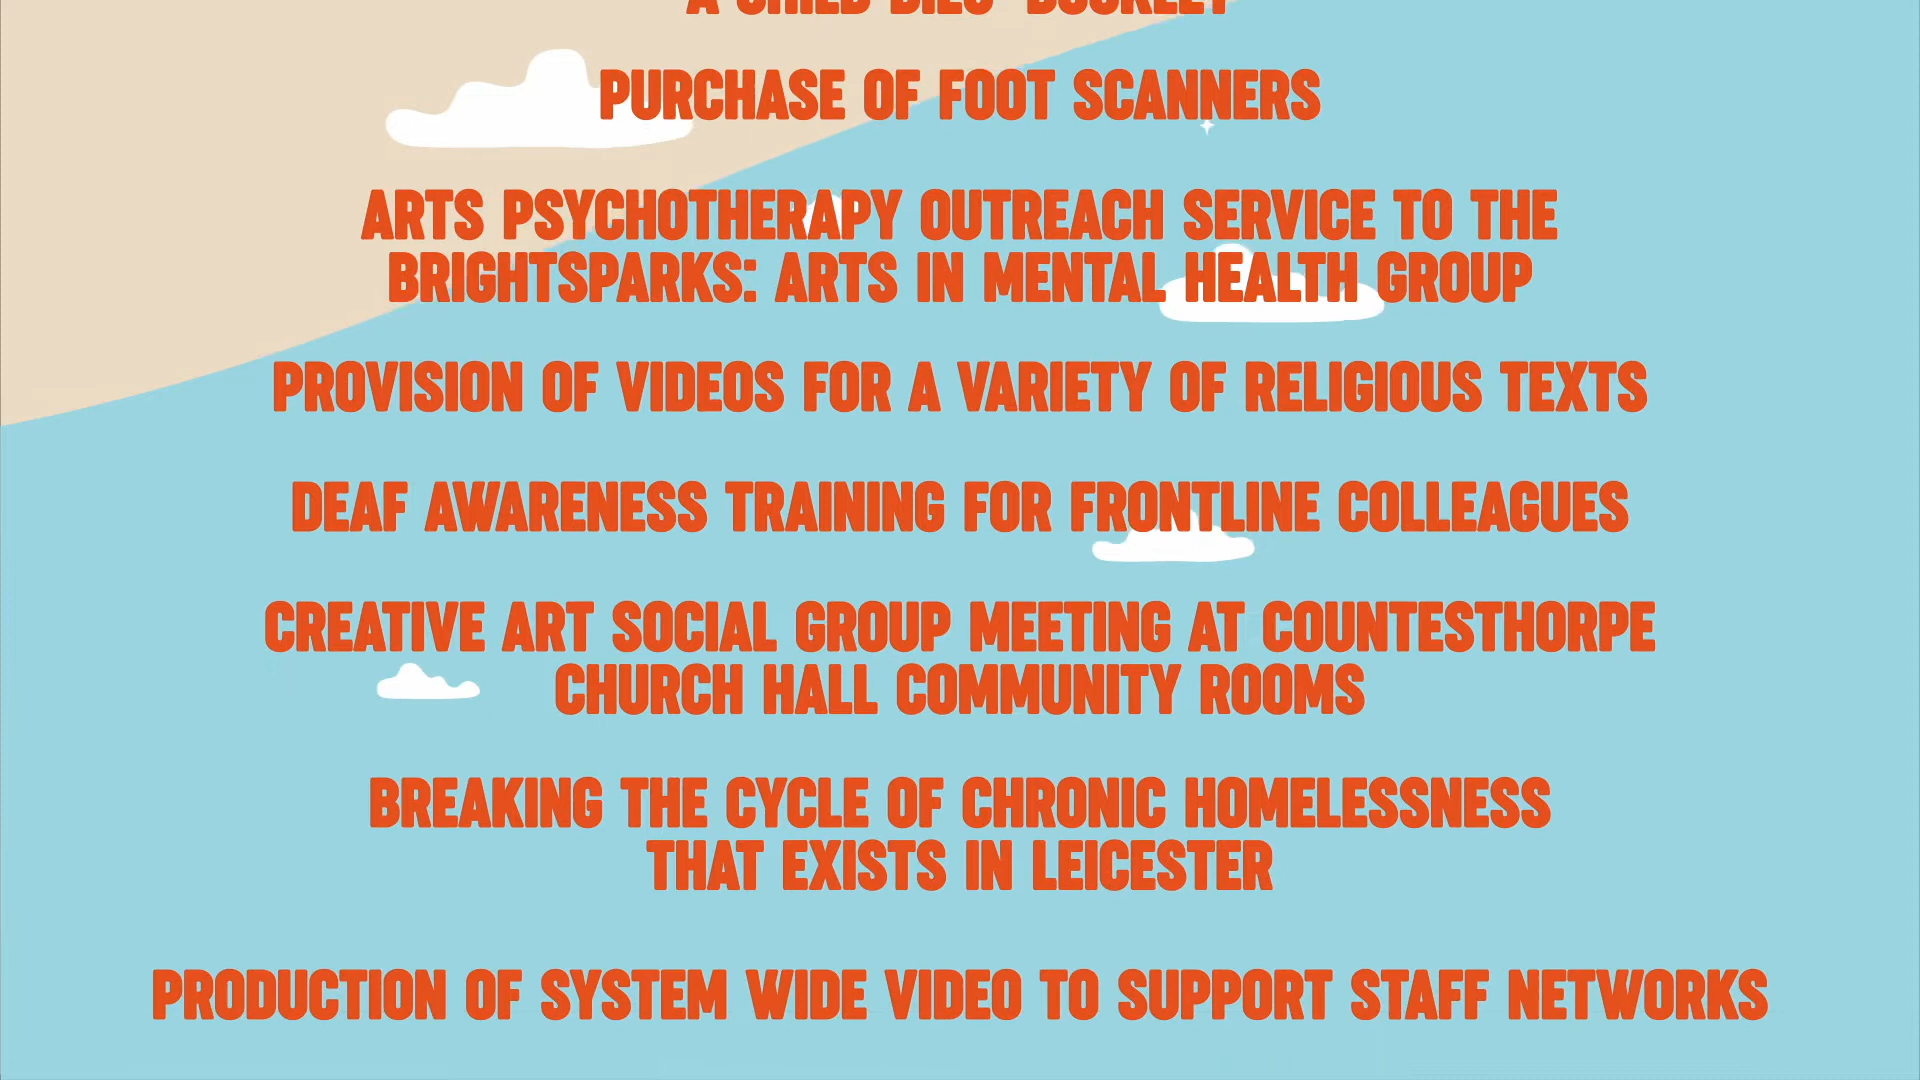 A CHILD DIES' BOOKLET
PURCHASE OF FOOT SCANNERS
ARTS PSYCHOTHERAPY OUTREACH SERVICE TO THE
BRIGHTSPARKS: ARTS IN MENTAL HEALTH GROUP
PROVISION OF VIDEOS FOR A VARIETY OF RELIGIOUS TEXTS
DEAF AWARENESS TRAINING FOR FRONTLINE COLLEAGUES
CREATIVE ART SOCIAL GROUP MEETING AT COUNTESTHORPE
CHURCH HALL COMMUNITY ROOMS
BREAKING THE CYCLE OF CHRONIC HOMELESSNESS
THAT EXISTS IN LEICESTER
PRODUCTION OF SYSTEM WIDE VIDEO TO SUPPORT STAFF NETWORKS